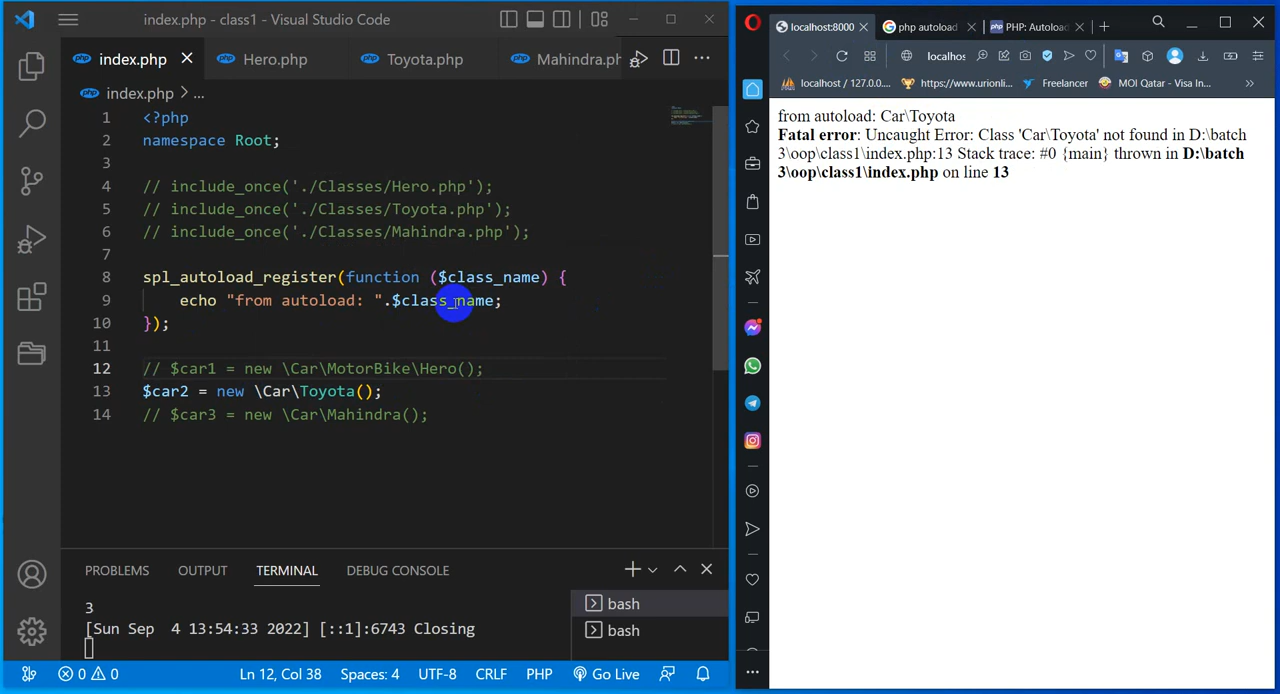 index.php - class1 - Visual Studio Code
index.php
Hero.php
Toyota.php
Mahindra.ph
index.php > ...
1 <?php
2 namespace Root;
3
4 // include_once('./Classes/Hero.php');
5 // include_once('./Classes/Toyota.php');
6 // include_once('./Classes/Mahindra.php');
7
8 spl_autoload_register(function ($class_name) {
9 echo "from autoload: ".$class_name;
10 });
11
12 // $car1 = new \Car\MotorBike\Hero();
13 $car2 = new \Car\Toyota();
14 // $car3 = new \Car\Mahindra();
PROBLEMS OUTPUT TERMINAL DEBUG CONSOLE
3
[Sun Sep  4 13:54:33 2022] [::1]:6743 Closing
bash
bash
0 0 Ln 12, Col 38 Spaces: 4 UTF-8 CRLF PHP Go Live
localhost:8000
php autoload
PHP: Autoload
localhos
localhost / 127.0.0....
https://www.urionli...
Freelancer
MOI Qatar - Visa In...
from autoload: Car\Toyota
Fatal error: Uncaught Error: Class 'Car\Toyota' not found in D:\batch
3\oop\class1\index.php:13 Stack trace: #0 {main} thrown in D:\batch
3\oop\class1\index.php on line 13